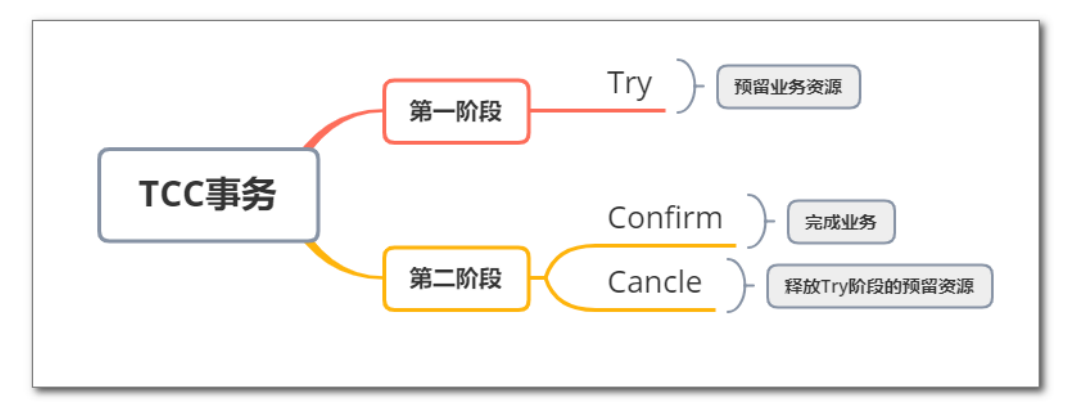 TCC事务
第一阶段
Try
预留业务资源
第二阶段
Confirm
完成业务
Cancle
释放Try阶段的预留资源